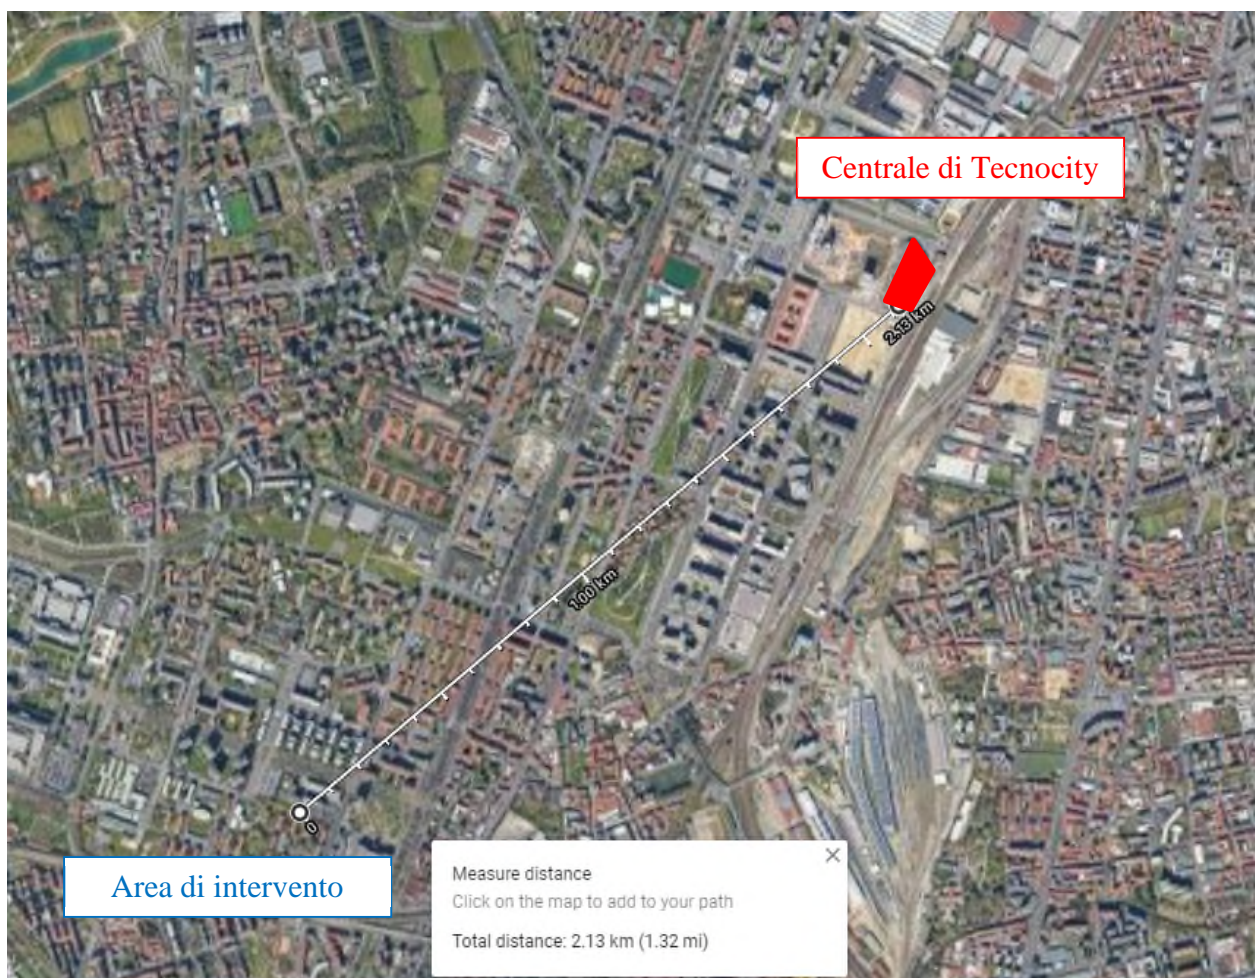 Centrale di Tecnocity
2.13 km
1.00 km
0
Area di intervento
Measure distance
Click on the map to add to your path
Total distance: 2.13 km (1.32 mi)